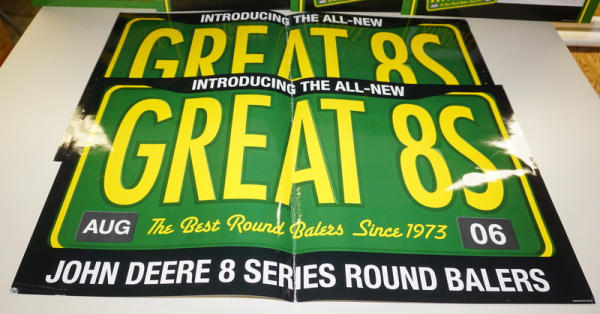 INTRODUCING THE ALL-NEW
GREAT 8S
INTRODUCING THE ALL-NEW
GREAT 8S
AUG The Best Round Balers Since 1973 06
JOHN DEERE 8 SERIES ROUND BALERS